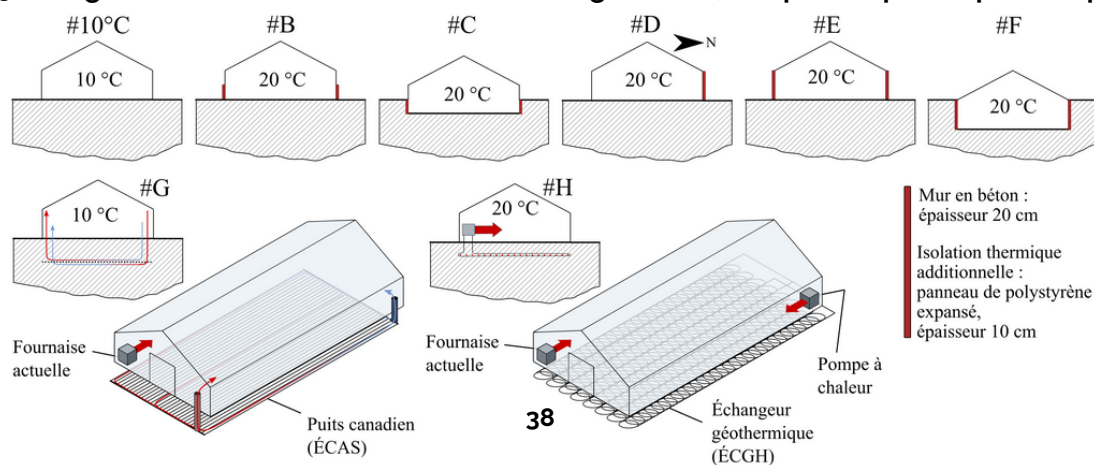 #10°C
#B
#C
#D
#E
#F
N
10 °C
20 °C
20 °C
20 °C
20 °C
20 °C
#G
#H
10 °C
20 °C
Mur en béton :
épaisseur 20 cm
Isolation thermique
additionnelle :
panneau de polystyrène
expansé,
épaisseur 10 cm
Fournaise
actuelle
Puits canadien
(ÉCAS)
Fournaise
actuelle
38
Échangeur
géothermique
(ÉCGH)
Pompe à
chaleur